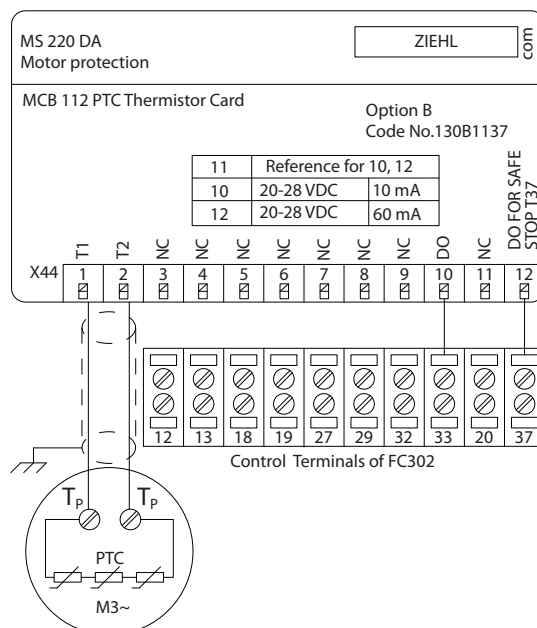 MS 220 DA
Motor protection
ZIEHL
com
MCB 112 PTC Thermistor Card
Option B
Code No.130B1137
11 Reference for 10, 12
10 20-28 VDC 10 mA
12 20-28 VDC 60 mA
T1 T2 NC NC NC NC NC NC NC DO NC DO FOR SAFE
STOP T37
X44 1 2 3 4 5 6 7 8 9 10 11 12
12 13 18 19 27 29 32 33 20 37
Control Terminals of FC302
TP TP
PTC
M3~